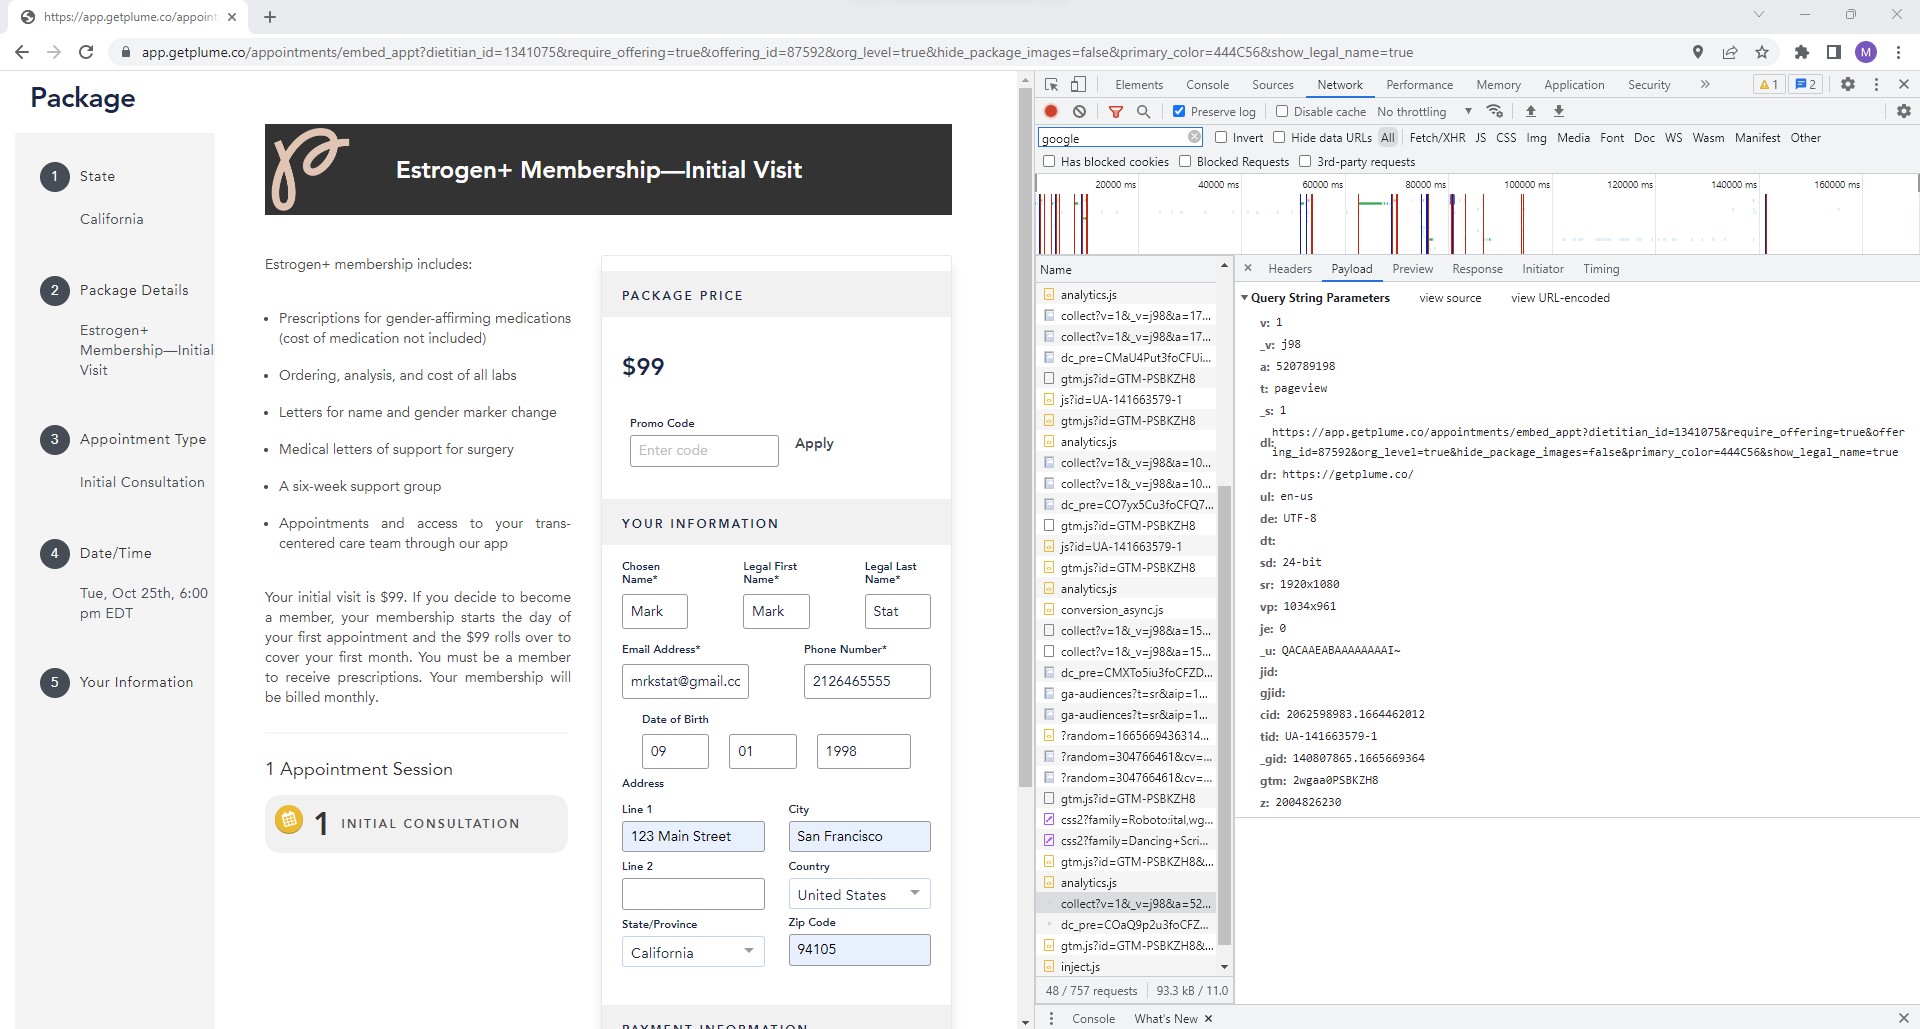 https://app.getplume.co/appoint
app.getplume.co/appointments/embed_appt?dietitian_id=1341075&require_offering=true&offering_id=87592&org_level=true&hide_package_images=false&primary_color=444C56&show_legal_name=true
M
Package
1 State
California
2 Package Details
Estrogen+
Membership—Initial
Visit
3 Appointment Type
Initial Consultation
4 Date/Time
Tue, Oct 25th, 6:00
pm EDT
5 Your Information
Estrogen+ Membership—Initial Visit
Estrogen+ membership includes:
• Prescriptions for gender-affirming medications
(cost of medication not included)
• Ordering, analysis, and cost of all labs
• Letters for name and gender marker change
• Medical letters of support for surgery
• A six-week support group
• Appointments and access to your trans-
centered care team through our app
Your initial visit is $99. If you decide to become
a member, your membership starts the day of
your first appointment and the $99 rolls over to
cover your first month. You must be a member
to receive prescriptions. Your membership will
be billed monthly.
1 Appointment Session
1 INITIAL CONSULTATION
PACKAGE PRICE
$99
Promo Code
Enter code Apply
YOUR INFORMATION
Chosen
Name*
Legal First
Name*
Legal Last
Name*
Mark Mark Stat
Email Address* Phone Number*
mrkstat@gmail.cc 2126465555
Date of Birth
09 01 1998
Address
Line 1 City
123 Main Street San Francisco
Line 2 Country
United States
State/Province Zip Code
California 94105
PAYMENT INFORMATION
Elements Console Sources Network Performance Memory Application Security » 1 2
Preserve log Disable cache No throttling
google Invert Hide data URLs All Fetch/XHR JS CSS Img Media Font Doc WS Wasm Manifest Other
Has blocked cookies Blocked Requests 3rd-party requests
20000 ms 40000 ms 60000 ms 80000 ms 100000 ms 120000 ms 140000 ms 160000 ms
Name
analytics.js
collect?v=1&_v=j98&a=17...
collect?v=1&_v=j98&a=17...
dc_pre=CMaU4Put3foCFUi...
gtm.js?id=GTM-PSBKZH8
js?id=UA-141663579-1
gtm.js?id=GTM-PSBKZH8
analytics.js
collect?v=1&_v=j98&a=10...
collect?v=1&_v=j98&a=10...
dc_pre=CO7yx5Cu3foCFQ7...
gtm.js?id=GTM-PSBKZH8
js?id=UA-141663579-1
gtm.js?id=GTM-PSBKZH8
analytics.js
conversion_async.js
collect?v=1&_v=j98&a=15...
collect?v=1&_v=j98&a=15...
dc_pre=CMXTo5iu3foCFZD...
ga-audiences?t=sr&aip=1...
ga-audiences?t=sr&aip=1...
?random=1665669436314...
?random=304766461&cv=...
?random=304766461&cv=...
gtm.js?id=GTM-PSBKZH8
css2?family=Roboto:ital,wg...
css2?family=Dancing+Scri...
gtm.js?id=GTM-PSBKZH8&...
analytics.js
collect?v=1&_v=j98&a=52...
dc_pre=COaQ9p2u3foCFZ...
gtm.js?id=GTM-PSBKZH8&...
inject.js
48 / 757 requests 93.3 kB / 11.0
Headers Payload Preview Response Initiator Timing
Query String Parameters view source view URL-encoded
v: 1
_v: j98
a: 520789198
t: pageview
_s: 1
dl: https://app.getplume.co/appointments/embed_appt?dietitian_id=1341075&require_offering=true&offer
ing_id=87592&org_level=true&hide_package_images=false&primary_color=444C56&show_legal_name=true
dr: https://getplume.co/
ul: en-us
de: UTF-8
dt:
sd: 24-bit
sr: 1920x1080
vp: 1034x961
je: 0
_u: QACAAEABAAAAAAAAI~
jid:
gjid:
cid: 2062598983.1664462012
tid: UA-141663579-1
_gid: 140807865.1665669364
gtm: 2wgaa0PSBKZH8
z: 2004826230
Console What's New